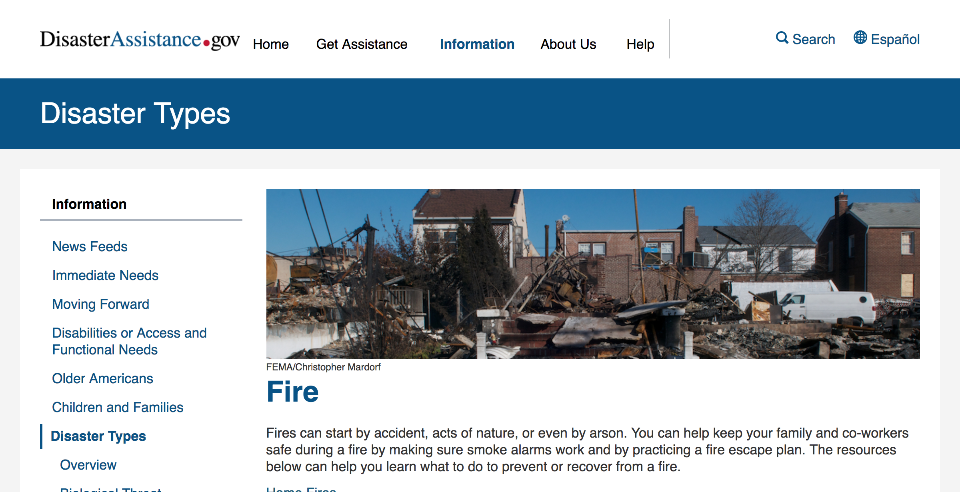 DisasterAssistance.gov
Home Get Assistance Information About Us Help
Search Español
Disaster Types
Information
News Feeds
Immediate Needs
Moving Forward
Disabilities or Access and
Functional Needs
Older Americans
Children and Families
Disaster Types
Overview
Biological Threat
FEMA/Christopher Mardorf
Fire
Fires can start by accident, acts of nature, or even by arson. You can help keep your family and co-workers
safe during a fire by making sure smoke alarms work and by practicing a fire escape plan. The resources
below can help you learn what to do to prevent or recover from a fire.
Home Fires